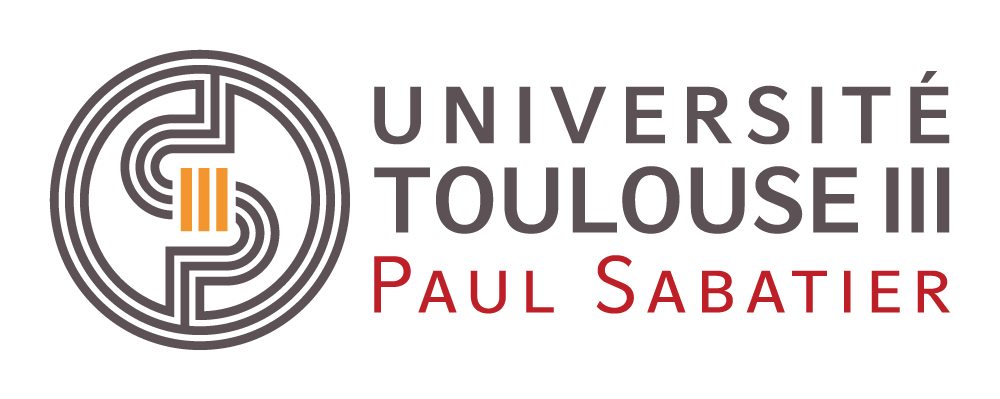 UNIVERSITÉ
TOULOUSE III
PAUL SABATIER